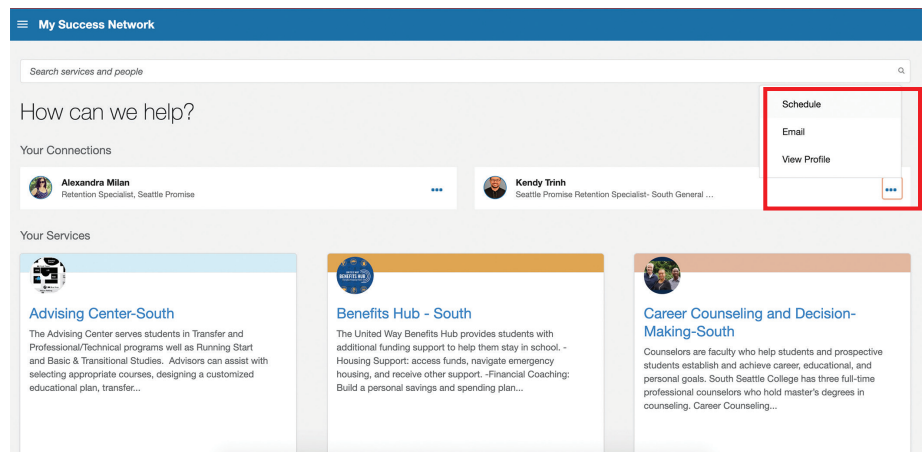 My Success Network
Search services and people
How can we help?
Schedule
Email
View Profile
Your Connections
Alexandra Milan
Retention Specialist, Seattle Promise
Kendy Trinh
Seattle Promise Retention Specialist- South General ...
Your Services
BENEFITS HUB
Advising Center-South
The Advising Center serves students in Transfer and
Professional/Technical programs well as Running Start
and Basic & Transitional Studies. Advisors can assist with
selecting appropriate courses, designing a customized
educational plan, transfer...
Benefits Hub - South
The United Way Benefits Hub provides students with
additional funding support to help them stay in school. -
Housing Support: access funds, navigate emergency
housing, and receive other support. -Financial Coaching:
Build a personal savings and spending plan...
Career Counseling and Decision-
Making-South
Counselors are faculty who help students and prospective
students establish and achieve career, educational, and
personal goals. South Seattle College has three full-time
professional counselors who hold master's degrees in
counseling. Career Counseling...